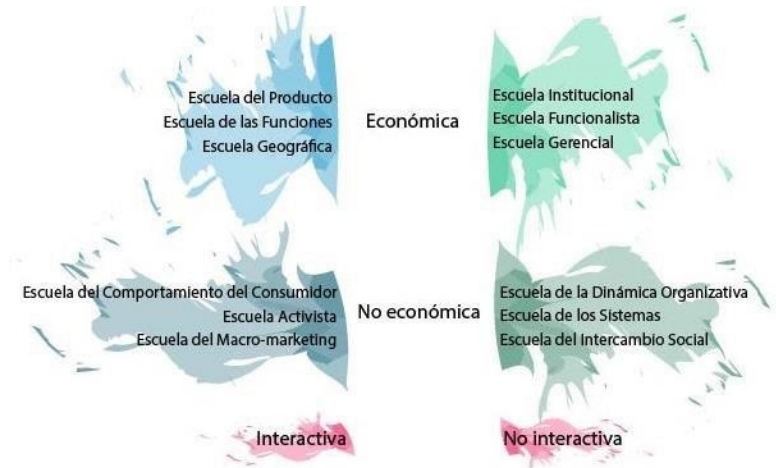 Escuela del Producto
Escuela de las Funciones
Escuela Geográfica
Económica
Escuela Institucional
Escuela Funcionalista
Escuela Gerencial
Escuela del Comportamiento del Consumidor
Escuela Activista
Escuela del Macro-marketing
No económica
Escuela de la Dinámica Organizativa
Escuela de los Sistemas
Escuela del Intercambio Social
Interactiva
No interactiva